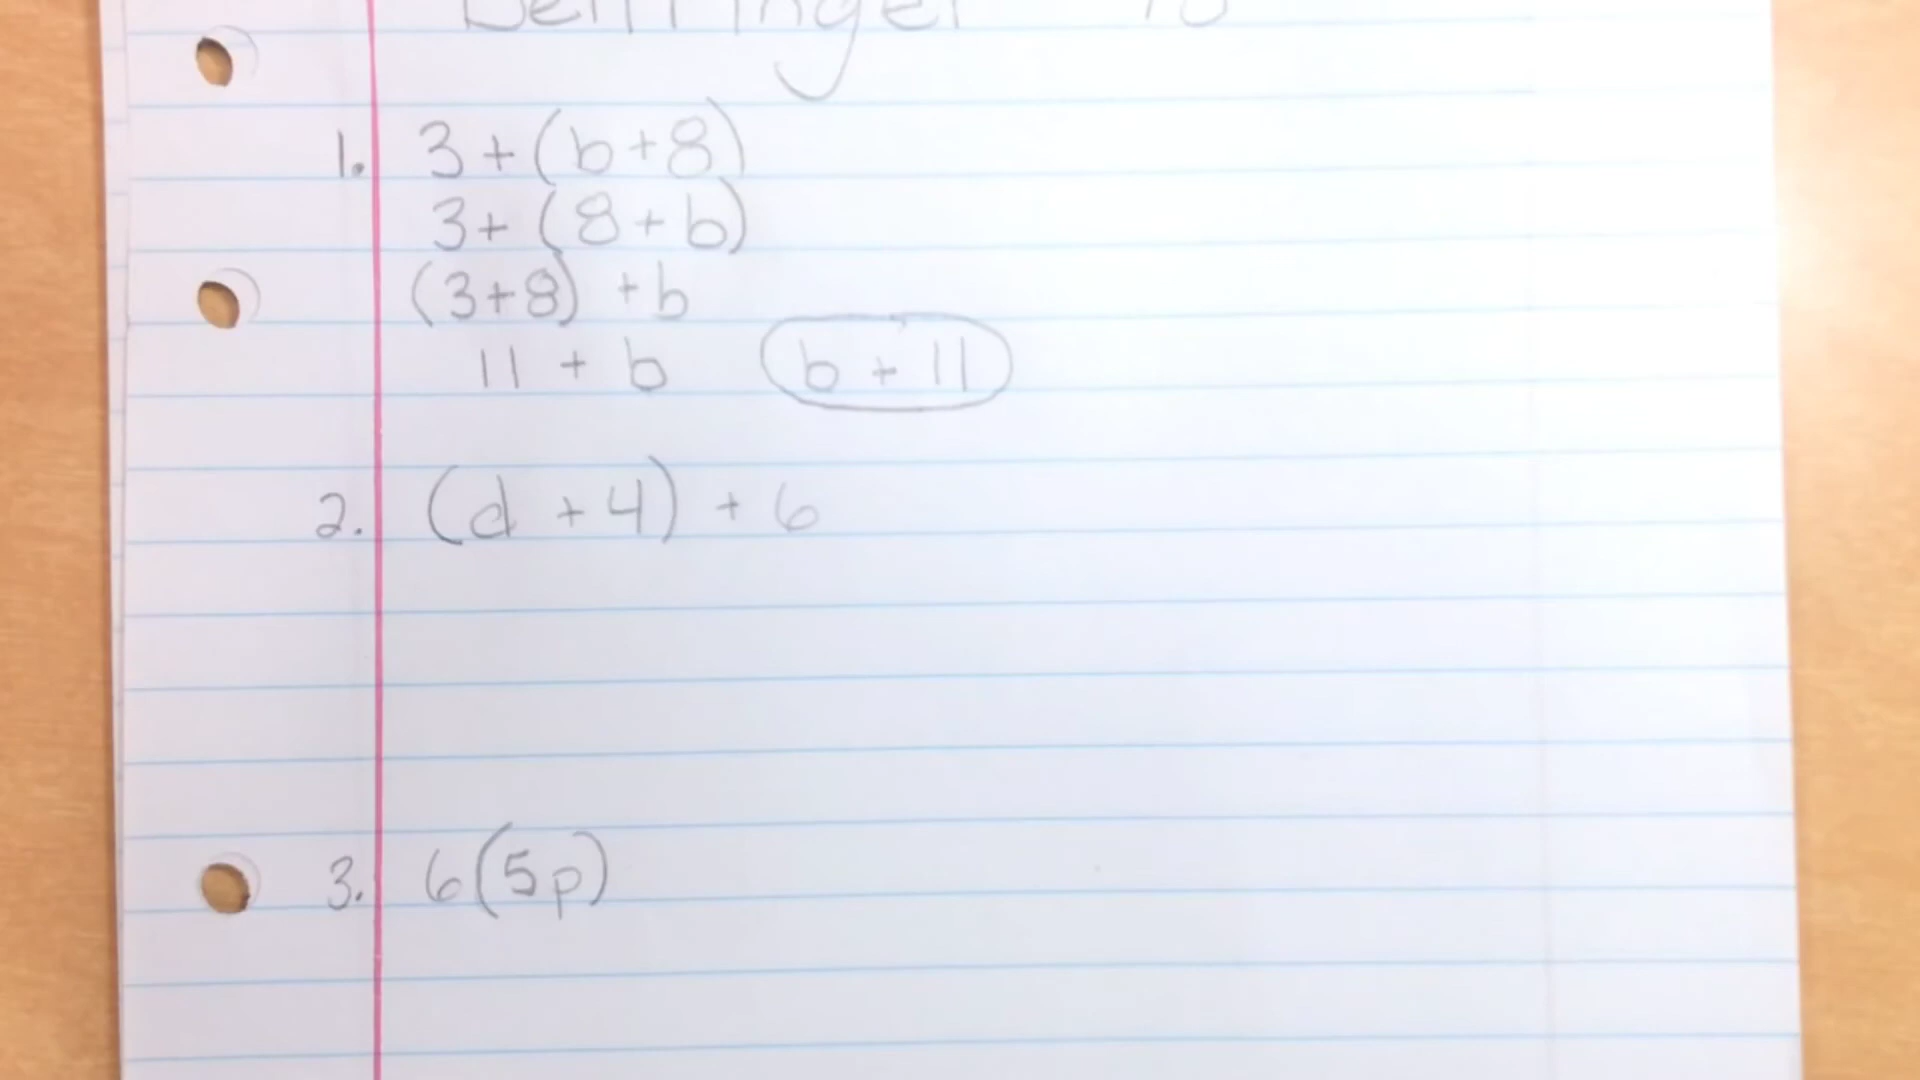 1. 3 + (b + 8)
3 + (8 + b)
(3 + 8) + b
11 + b b + 11
2. (d + 4) + 6
3. 6(5p)